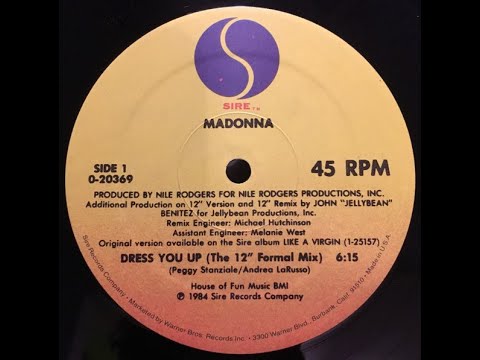 SIRE ™
MADONNA
SIDE 1
0-20369
45 RPM
PRODUCED BY NILE RODGERS FOR NILE RODGERS PRODUCTIONS, INC.
Additional Production on 12" Version and 12" Remix by JOHN "JELLYBEAN"
BENITEZ for Jellybean Productions, Inc.
Remix Engineer: Michael Hutchinson
Assistant Engineer: Melanie West
Original version available on the Sire album LIKE A VIRGIN (1-25157)
DRESS YOU UP (The 12" Formal Mix) 6:15
(Peggy Stanziale/Andrea LaRusso)
House of Fun Music BMI
℗ 1984 Sire Records Company
Sire Records Company • Marketed by Warner Bros. Records Inc. • 3300 Warner Blvd., Burbank, Calif. 91510 • Made in U.S.A.